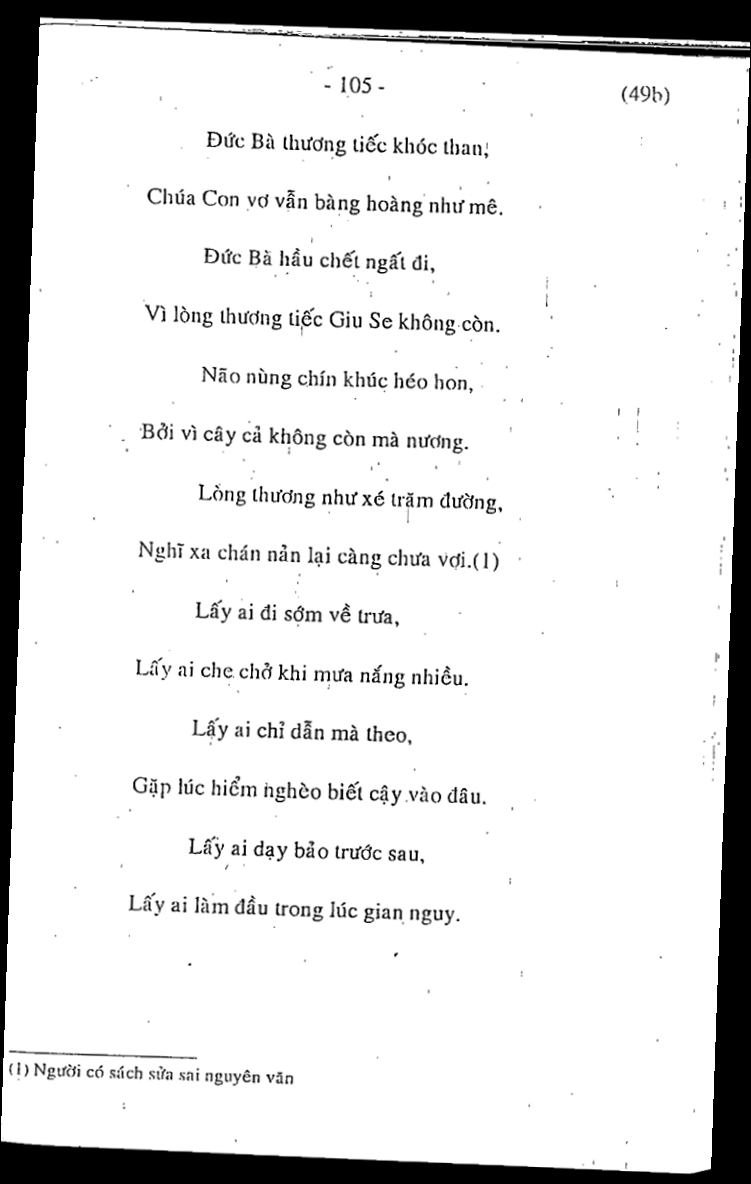 - 105 -
(49b)
Đức Bà thương tiếc khóc than,
Chúa Con vơ vẫn bàng hoàng như mê.
Đức Bà hầu chết ngất đi,
Vì lòng thương tiếc Giu Se không còn.
Não nùng chín khúc héo hon,
Bởi vì cây cả không còn mà nương.
Lòng thương như xé trăm đường,
Nghĩ xa chán nản lại càng chưa vơi.(1)
Lấy ai đi sớm về trưa,
Lấy ai che chở khi mưa nắng nhiều.
Lấy ai chỉ dẫn mà theo,
Gặp lúc hiểm nghèo biết cậy vào đâu.
Lấy ai dạy bảo trước sau,
Lấy ai làm đầu trong lúc gian nguy.
(1) Người có sách sửa sai nguyên văn